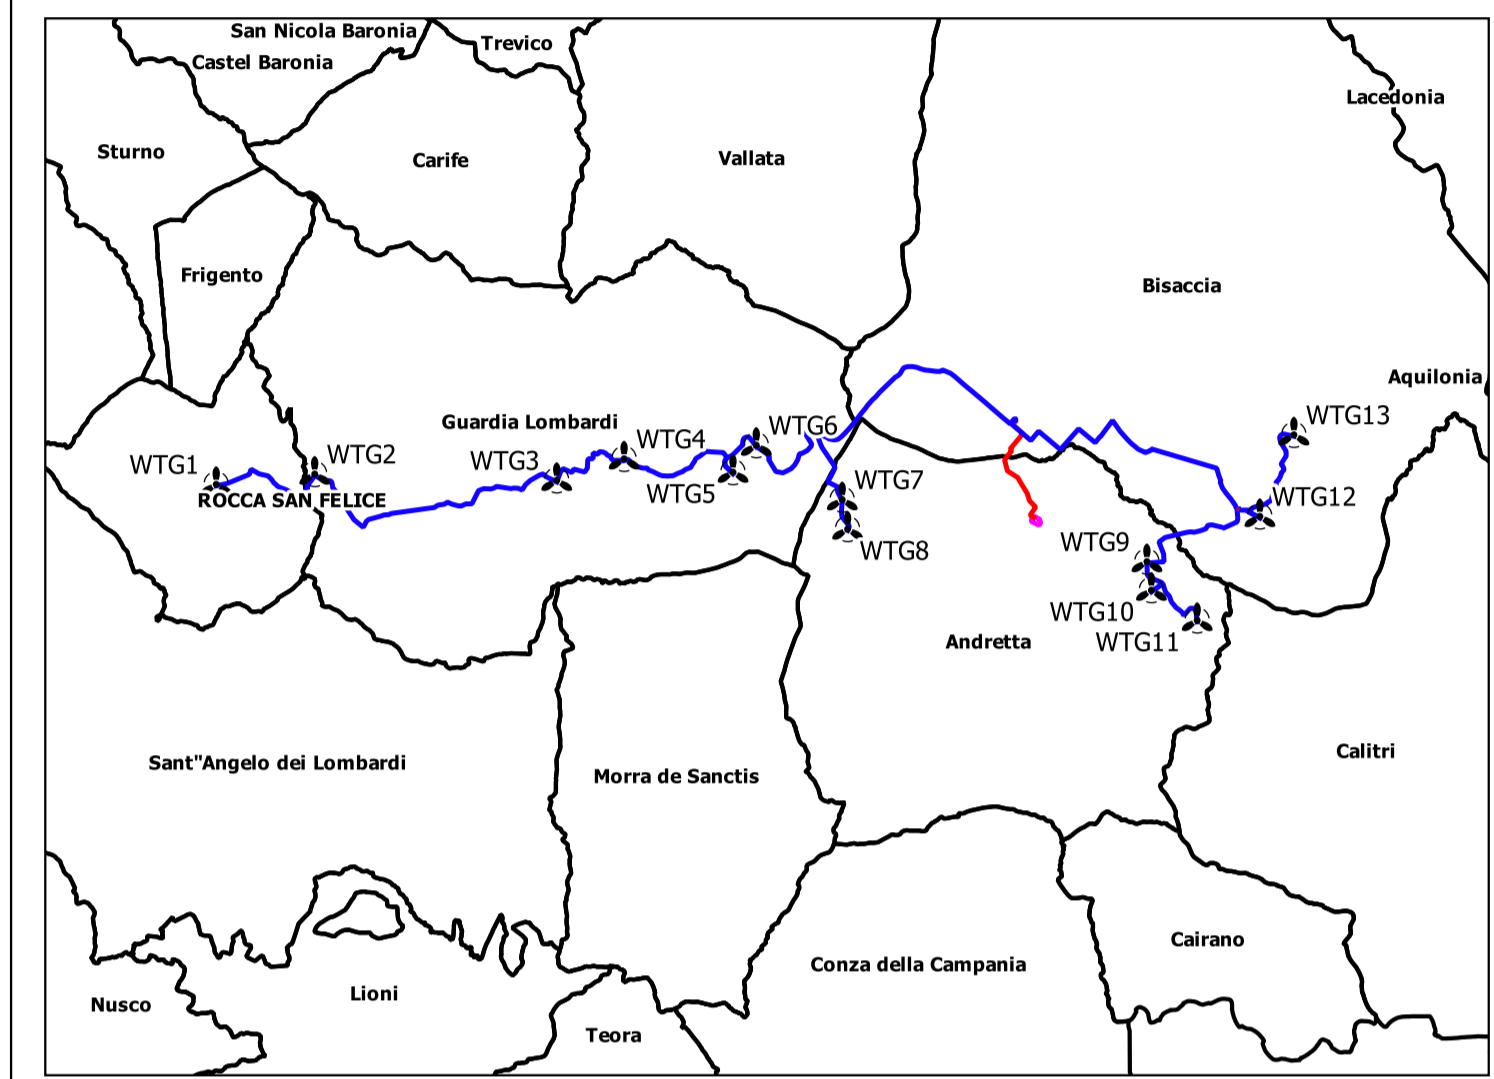 San Nicola Baronia
Trevico
Castel Baronia
Lacedonia
Sturno
Carife
Vallata
Frigento
Bisaccia
Aquilonia
WTG13
Guardia Lombardi
WTG6
WTG4
WTG2
WTG3
WTG1
WTG5
WTG7
WTG12
ROCCA SAN FELICE
WTG9
WTG8
WTG10
WTG11
Andretta
Calitri
Sant"Angelo dei Lombardi
Morra de Sanctis
Cairano
Conza della Campania
Lioni
Nusco
Teora